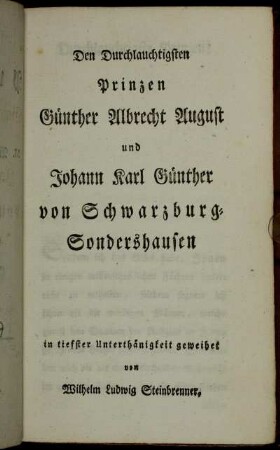 Den Durchlauchtigsten
Prinzen
Günther Albrecht August
und
Johann Karl Günther
von Schwarzburg-
Sondershausen
in tiefster Unterthänigkeit geweihet
von
Wilhelm Ludwig Steinbrenner.